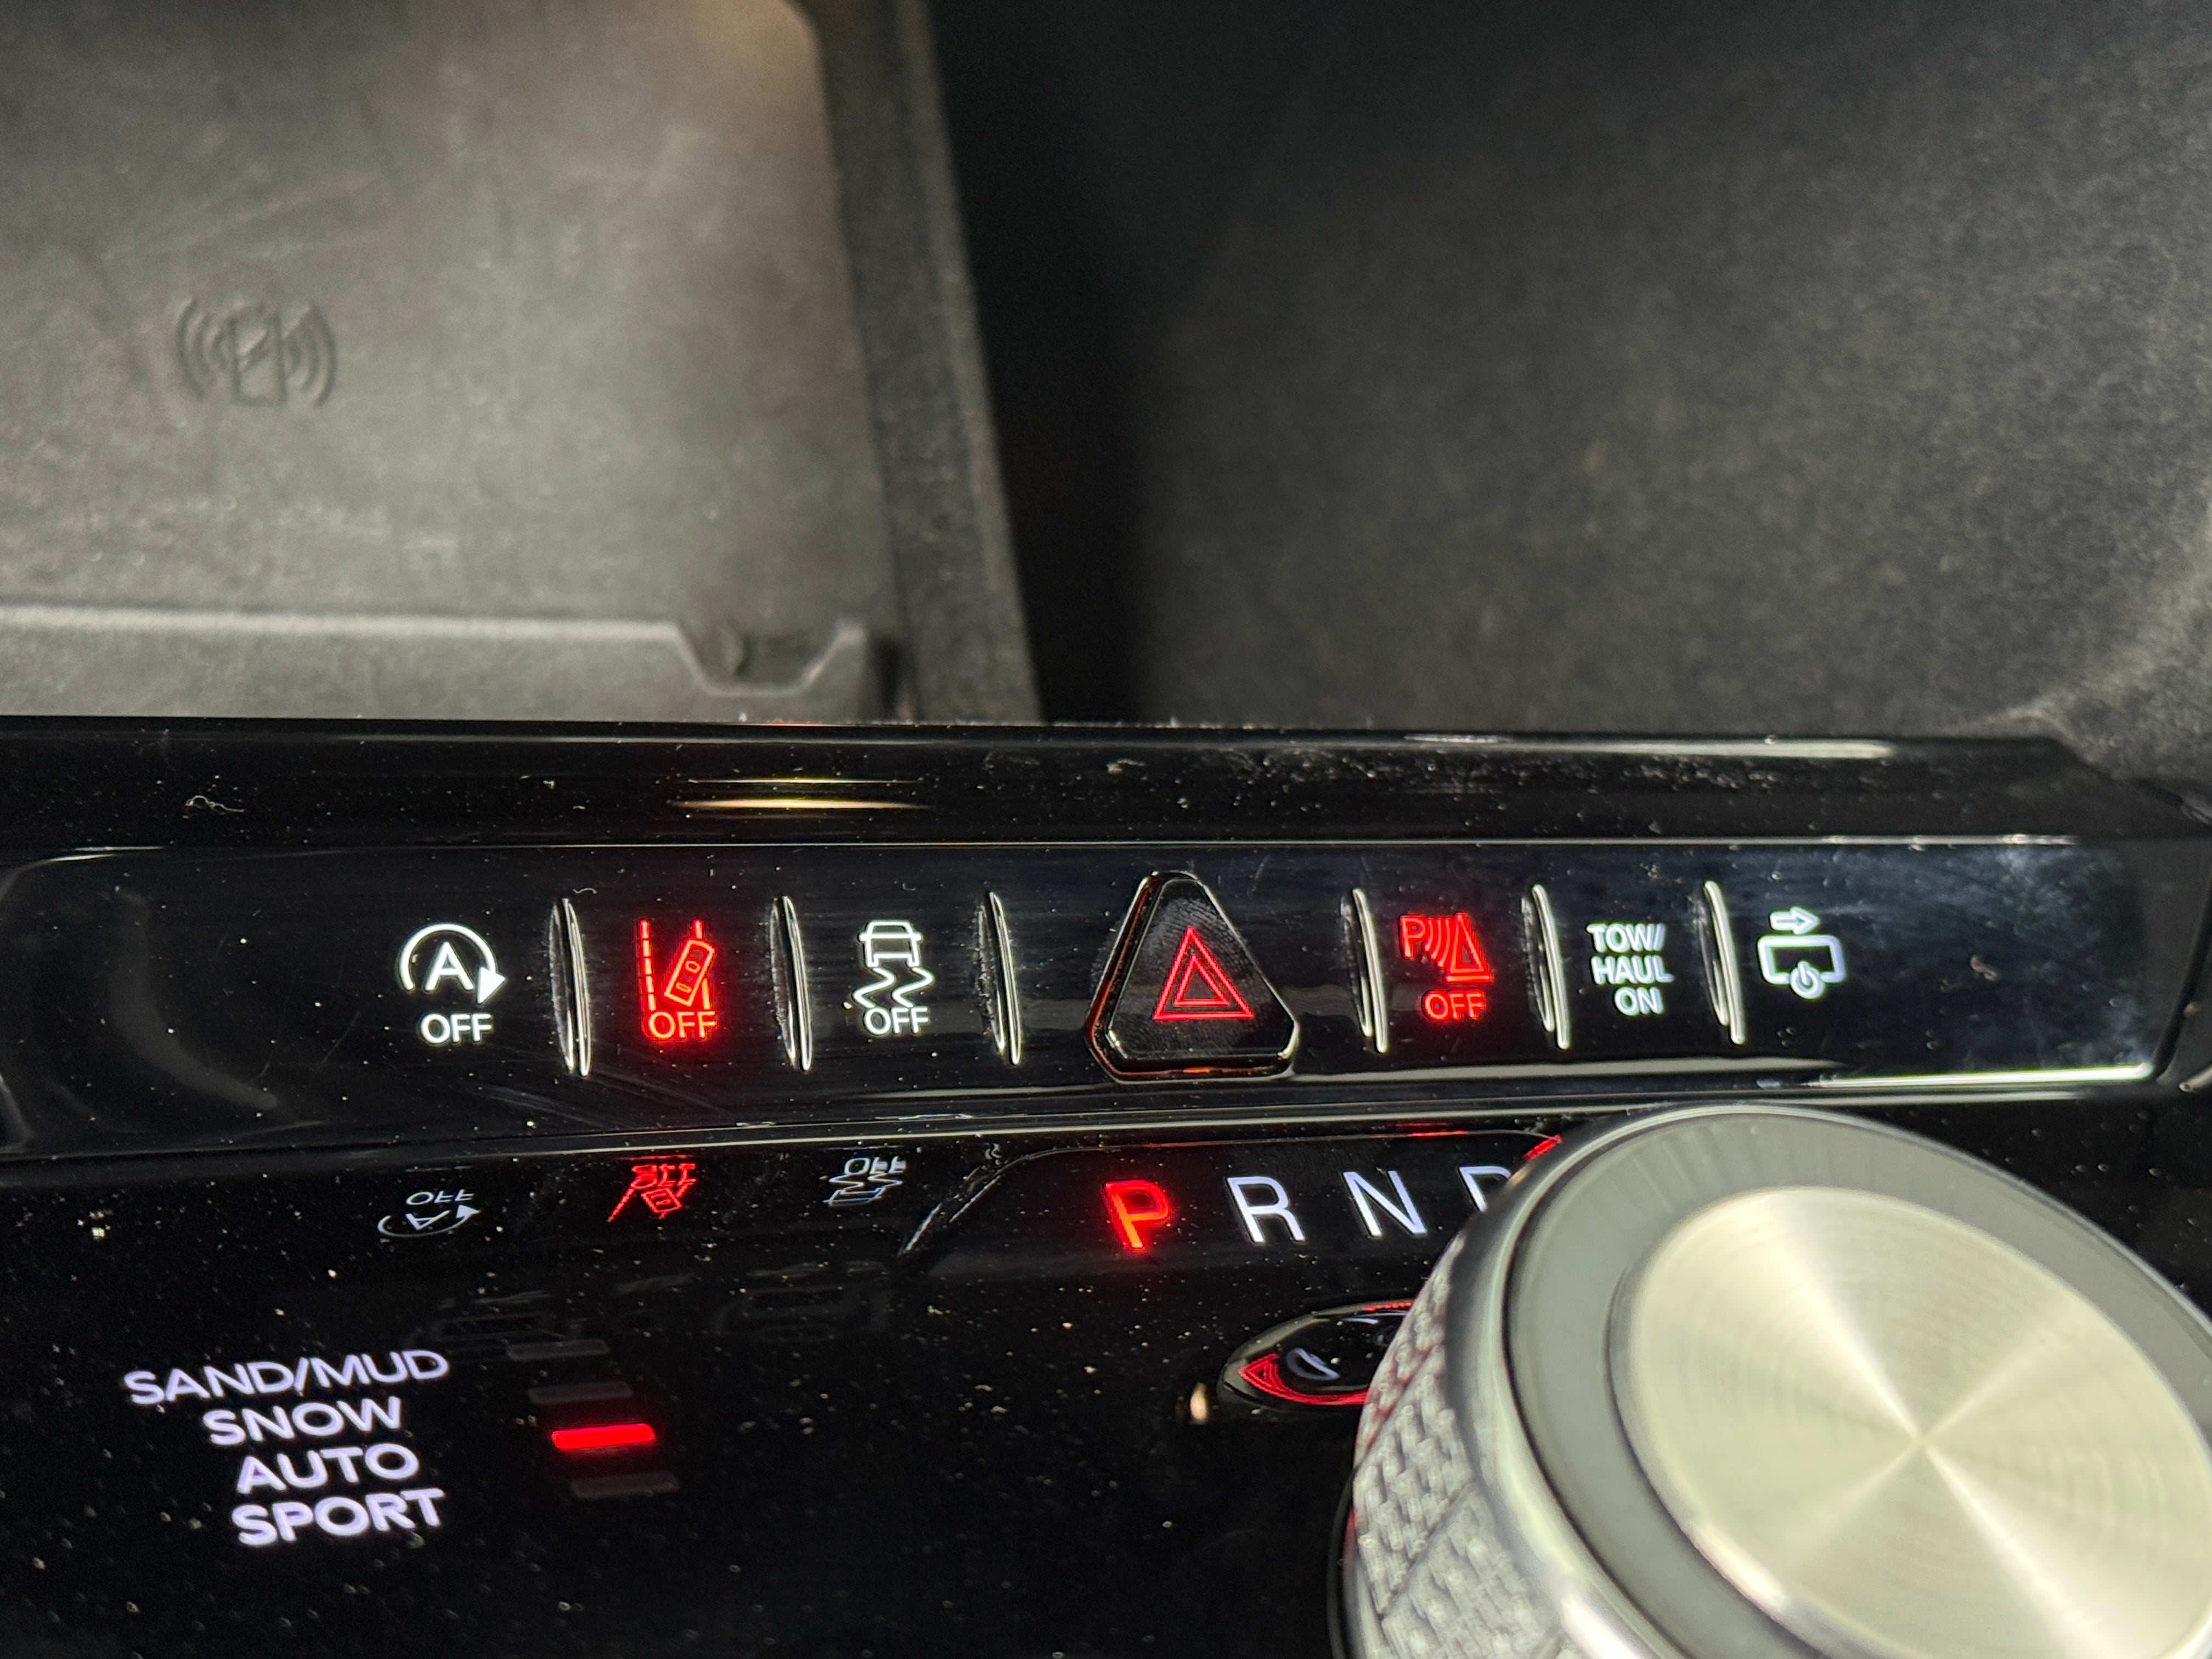 A
OFF
OFF
OFF
P
OFF
TOW/
HAUL
ON
P R N
SAND/MUD
SNOW
AUTO
SPORT